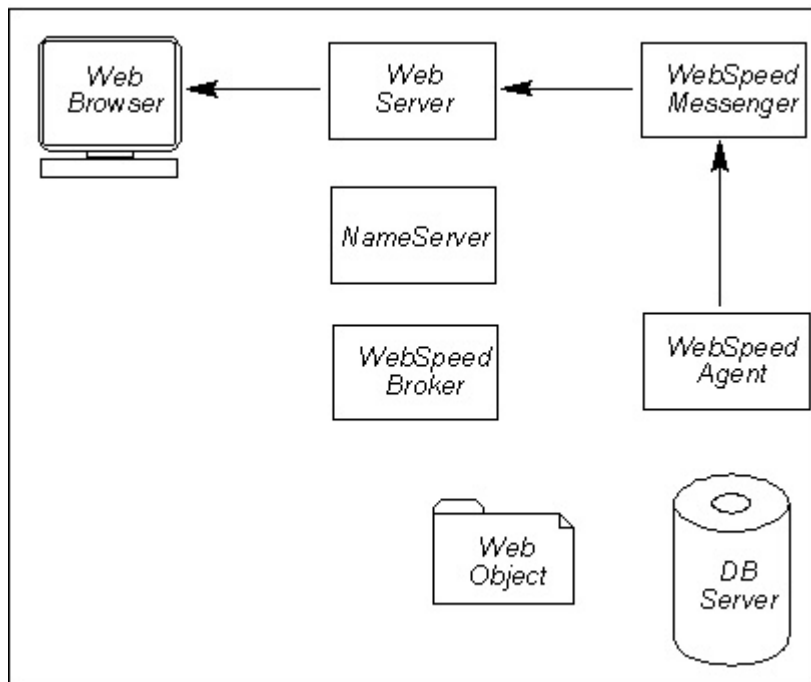 Web
Browser
Web
Server
WebSpeed
Messenger
NameServer
WebSpeed
Broker
WebSpeed
Agent
Web
Object
DB
Server